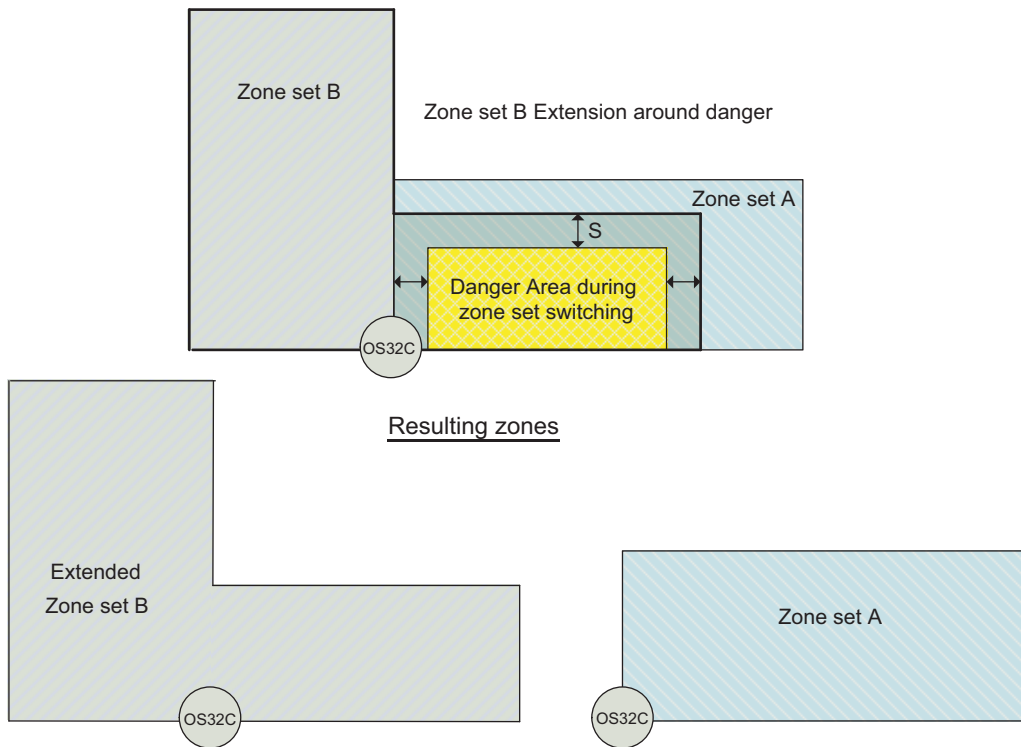 Zone set B
Zone set B Extension around danger
Zone set A
S
Danger Area during
zone set switching
OS32C
Resulting zones
Extended
Zone set B
Zone set A
OS32C
OS32C